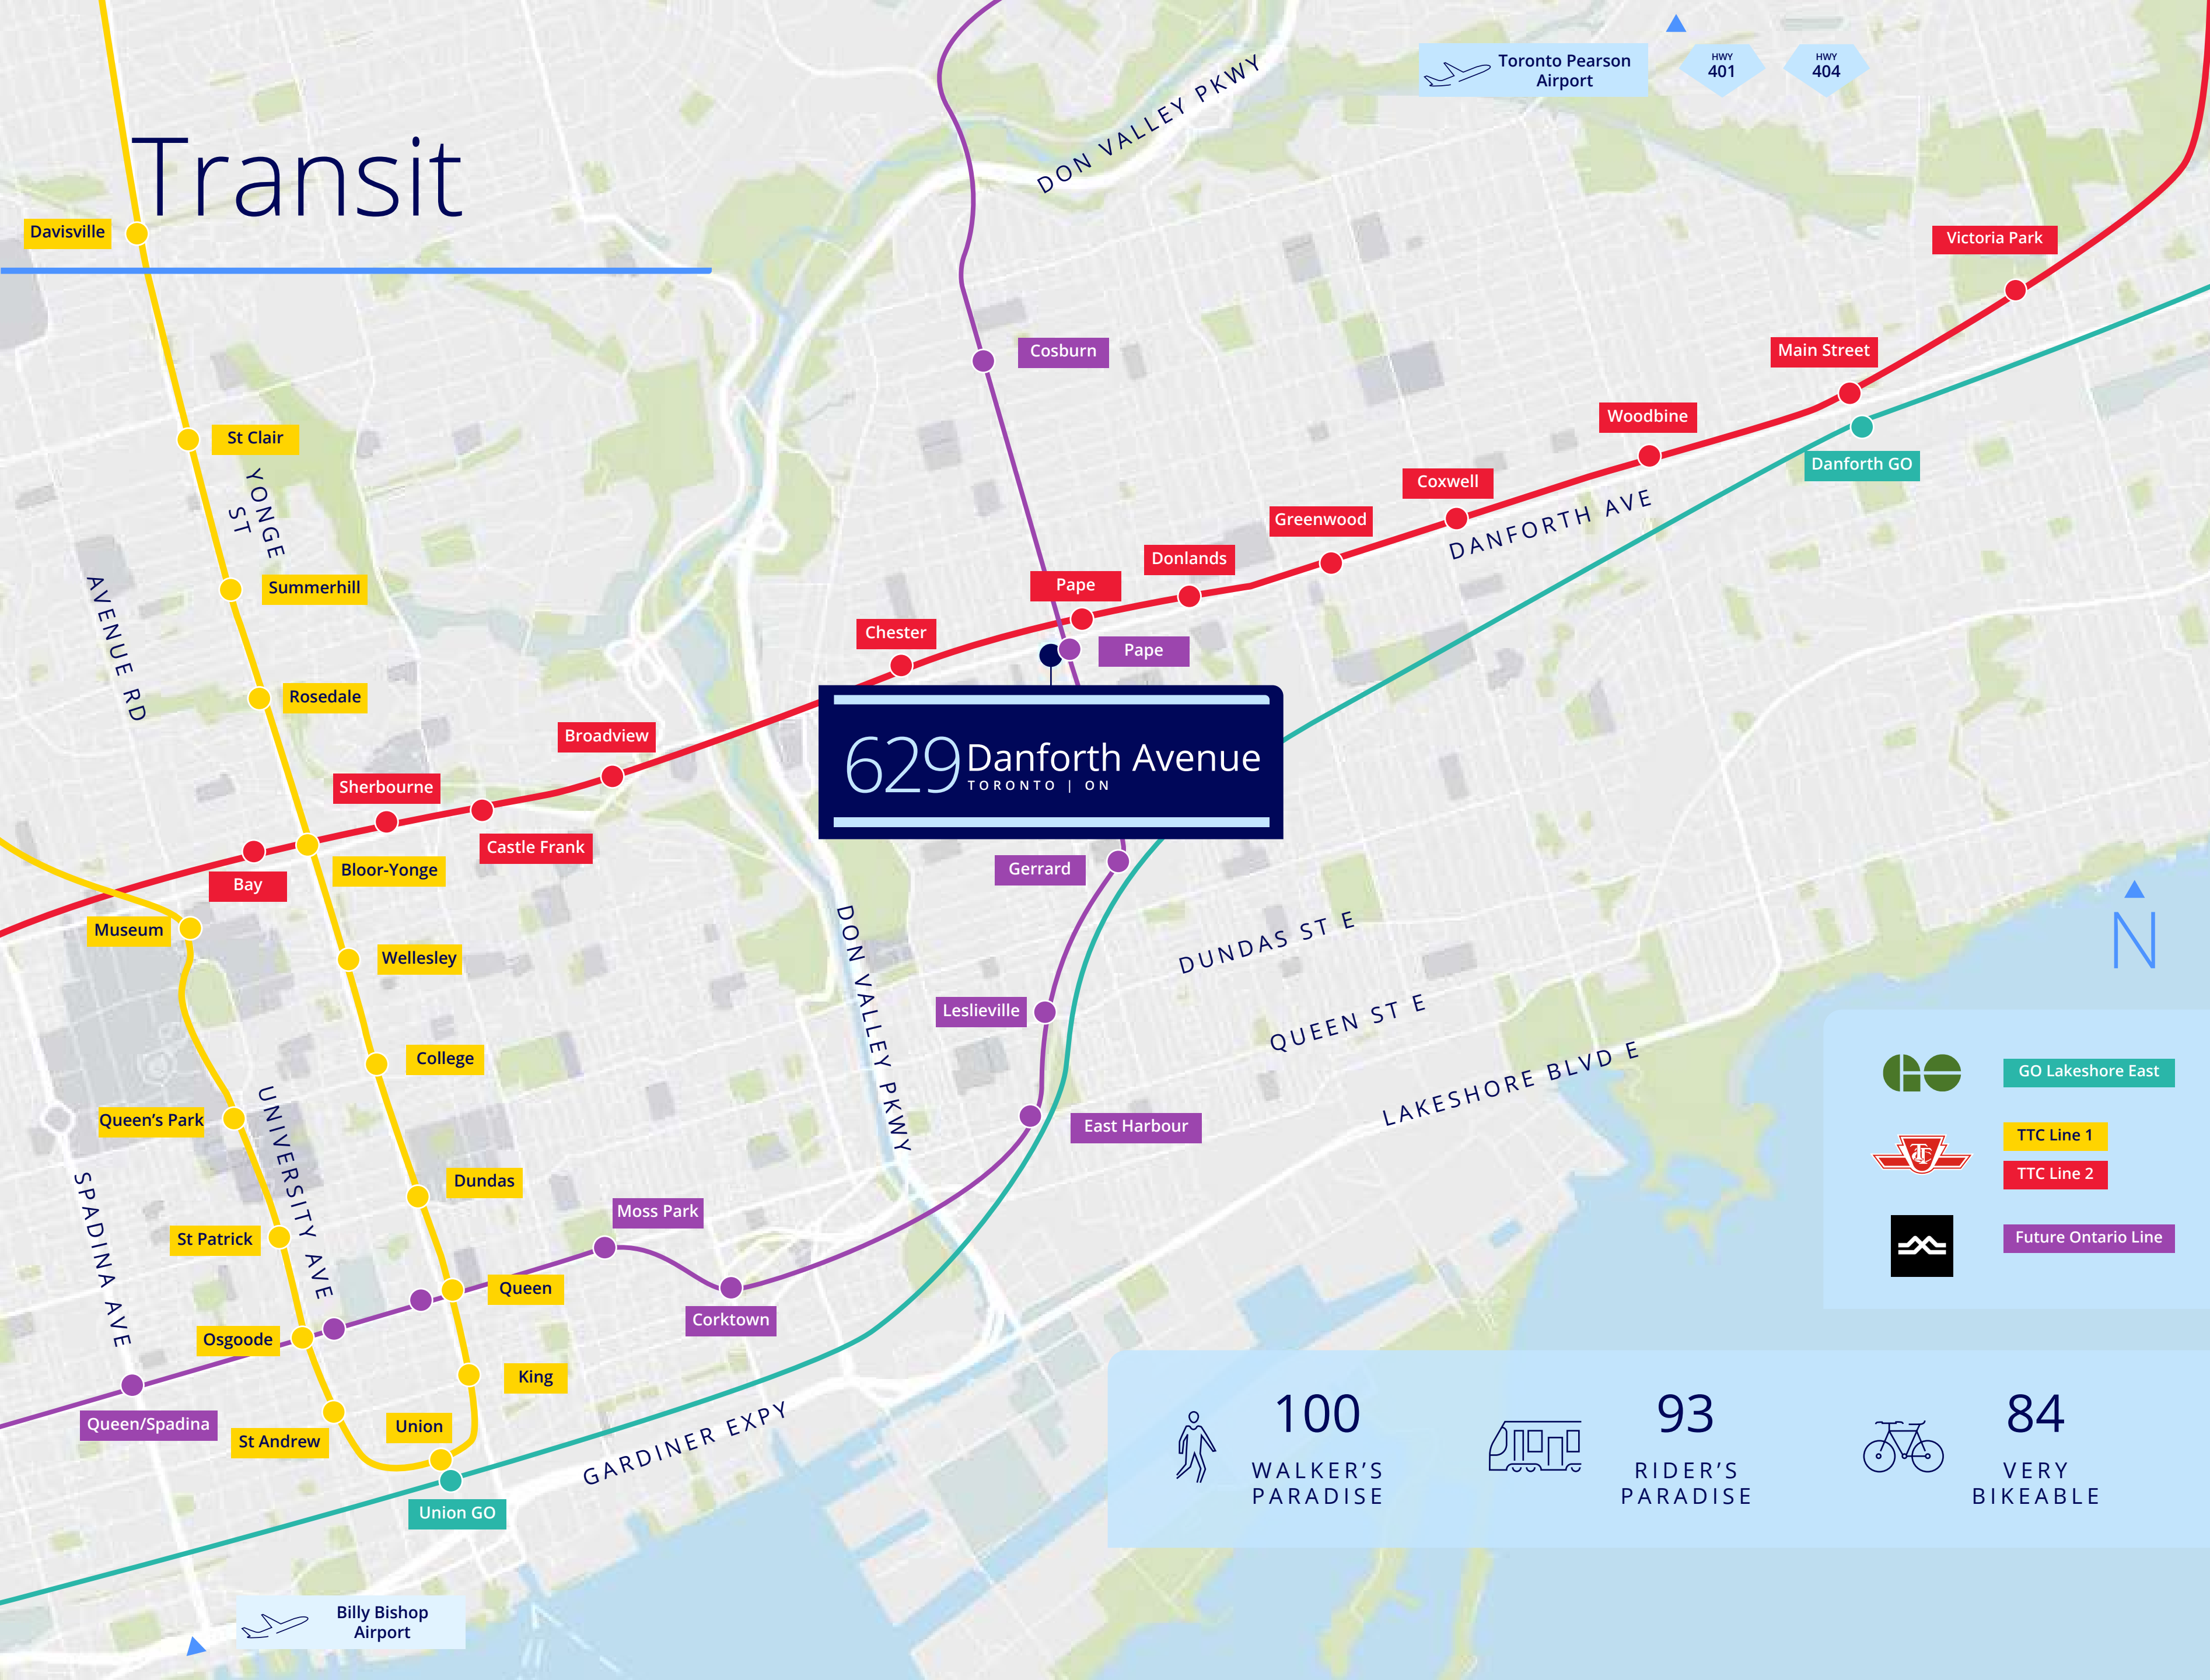 Transit
Toronto Pearson
Airport
HWY
401
HWY
404
DON VALLEY PKWY
Davisville
Victoria Park
Cosburn
Main Street
Woodbine
Danforth GO
St Clair
YONGE
ST
Coxwell
Greenwood
DANFORTH AVE
Donlands
Pape
Summerhill
AVENUE RD
Chester
Pape
Rosedale
Broadview
629 Danforth Avenue
TORONTO | ON
Sherbourne
Castle Frank
Bloor-Yonge
Bay
Gerrard
Museum
Wellesley
DON VALLEY PKWY
DUNDAS ST E
N
Leslieville
QUEEN ST E
College
LAKESHORE BLVD E
Queen’s Park
UNIVERSITY AVE
East Harbour
GO
GO Lakeshore East
TTC
TTC Line 1
TTC Line 2
Future Ontario Line
SPADINA AVE
Dundas
St Patrick
Moss Park
Queen
Corktown
Osgoode
King
Queen/Spadina
Union
St Andrew
GARDINER EXPY
Union GO
100
WALKER’S
PARADISE
93
RIDER’S
PARADISE
84
VERY
BIKEABLE
Billy Bishop
Airport